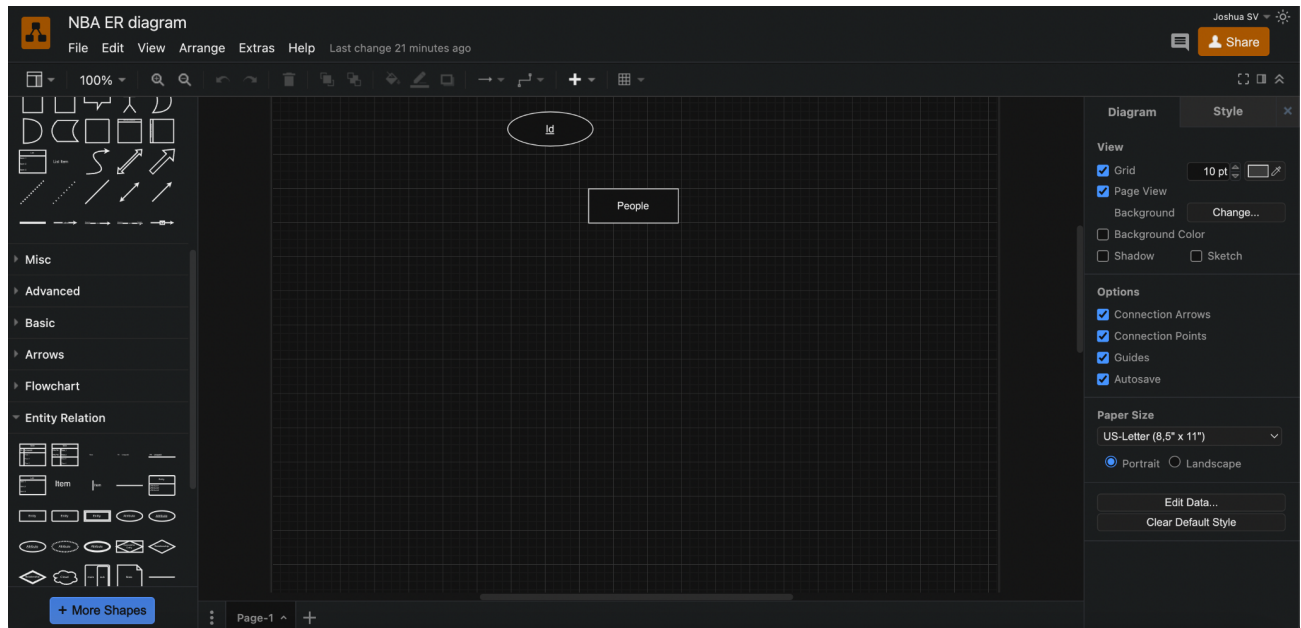 NBA ER diagram
Joshua SV
File Edit View Arrange Extras Help Last change 21 minutes ago
Share
100%
Id
People
List Item
Misc
Advanced
Basic
Arrows
Flowchart
Entity Relation
Item
+ More Shapes
Page-1
Diagram Style
View
Grid 10 pt
Page View
Background Change...
Background Color
Shadow Sketch
Options
Connection Arrows
Connection Points
Guides
Autosave
Paper Size
US-Letter (8,5" x 11")
Portrait Landscape
Edit Data...
Clear Default Style